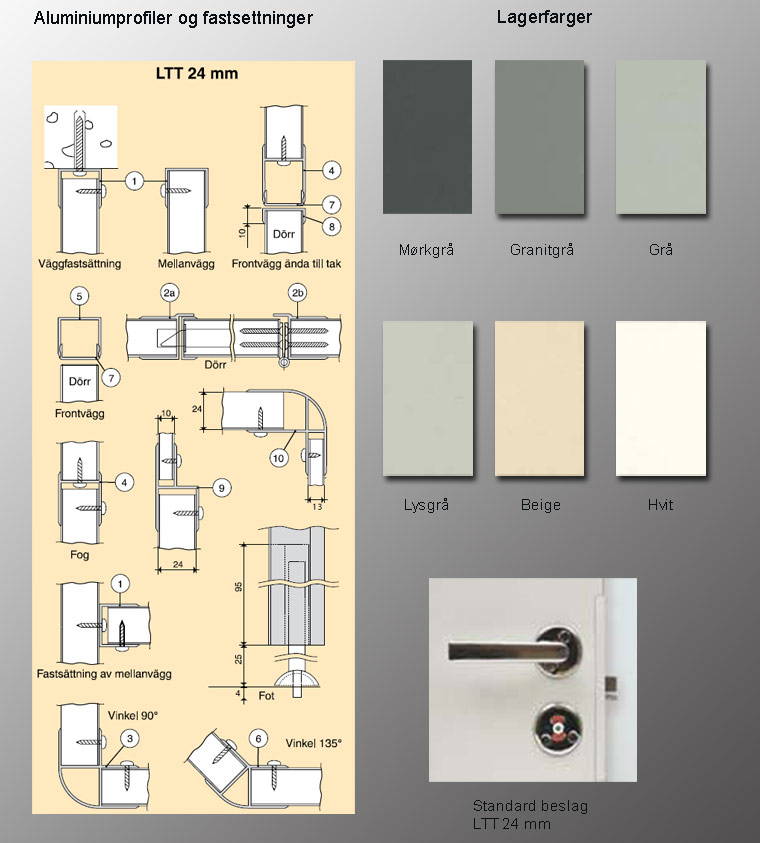 Aluminiumprofiler og fastsettninger
Lagerfarger
LTT 24 mm
1
4
7
8
10
Dörr
Väggfastsättning
Mellanvägg
Frontvägg ända till tak
5
2a
2b
7
Dörr
Dörr
Frontvägg
24
10
13
10
4
9
Fog
24
1
95
25
4
Fastsättning av mellanvägg
Fot
Vinkel 90°
3
6
Vinkel 135°
Mørkgrå
Granitgrå
Grå
Lysgrå
Beige
Hvit
Standard beslag
LTT 24 mm